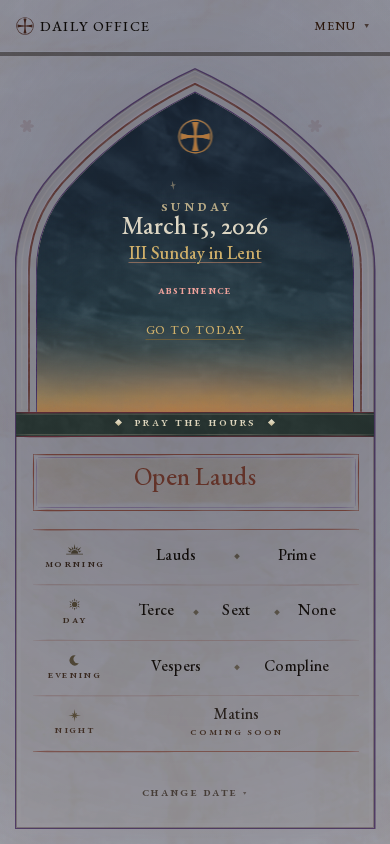 DAILY OFFICE
MENU
SUNDAY
March 15, 2026
III Sunday in Lent
ABSTINENCE
GO TO TODAY
PRAY THE HOURS
Open Lauds
MORNING
Lauds
Prime
DAY
Terce
Sext
None
EVENING
Vespers
Compline
NIGHT
Matins
COMING SOON
CHANGE DATE